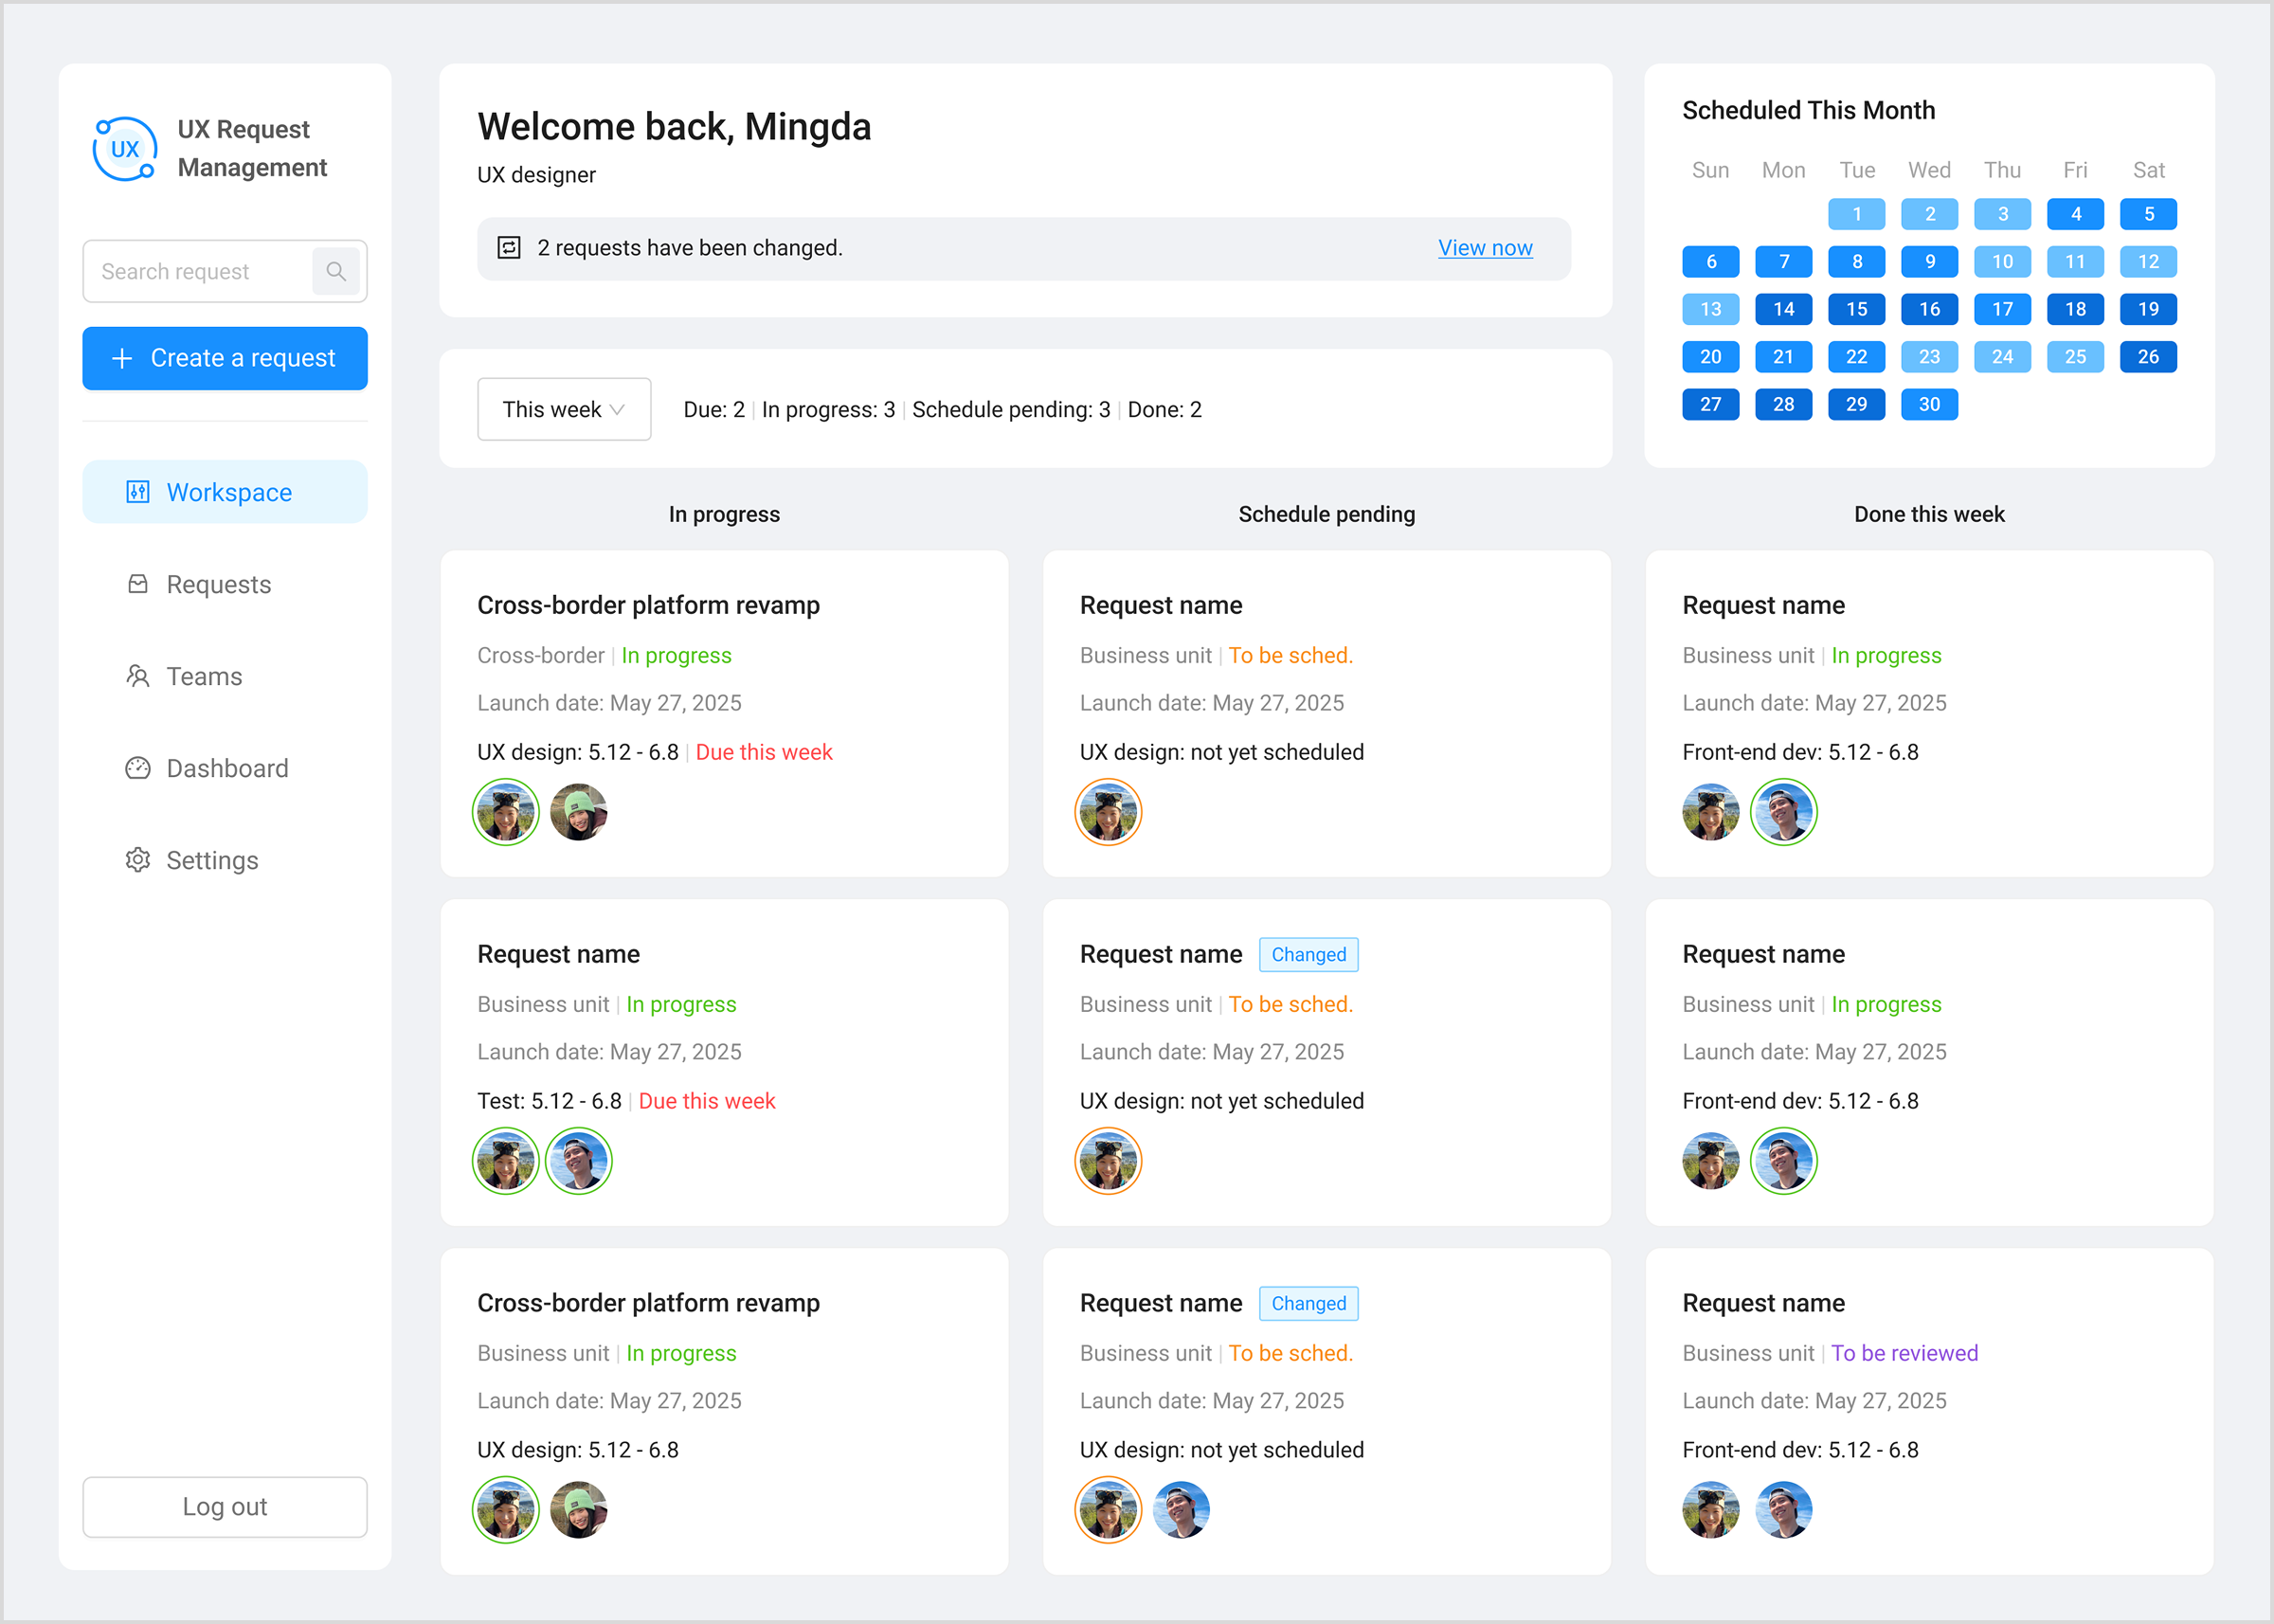 UX
UX Request
Management
Search request
Create a request
Workspace
Requests
Teams
Dashboard
Settings
Log out
Welcome back, Mingda
UX designer
2 requests have been changed.
View now
This week
Due: 2 | In progress: 3 | Schedule pending: 3 | Done: 2
Scheduled This Month
Sun Mon Tue Wed Thu Fri Sat
1 2 3 4 5
6 7 8 9 10 11 12
13 14 15 16 17 18 19
20 21 22 23 24 25 26
27 28 29 30
In progress
Cross-border platform revamp
Cross-border | In progress
Launch date: May 27, 2025
UX design: 5.12 - 6.8 | Due this week
Request name
Business unit | In progress
Launch date: May 27, 2025
Test: 5.12 - 6.8 | Due this week
Cross-border platform revamp
Business unit | In progress
Launch date: May 27, 2025
UX design: 5.12 - 6.8
Schedule pending
Request name
Business unit | To be sched.
Launch date: May 27, 2025
UX design: not yet scheduled
Request name Changed
Business unit | To be sched.
Launch date: May 27, 2025
UX design: not yet scheduled
Request name Changed
Business unit | To be sched.
Launch date: May 27, 2025
UX design: not yet scheduled
Done this week
Request name
Business unit | In progress
Launch date: May 27, 2025
Front-end dev: 5.12 - 6.8
Request name
Business unit | In progress
Launch date: May 27, 2025
Front-end dev: 5.12 - 6.8
Request name
Business unit | To be reviewed
Launch date: May 27, 2025
Front-end dev: 5.12 - 6.8